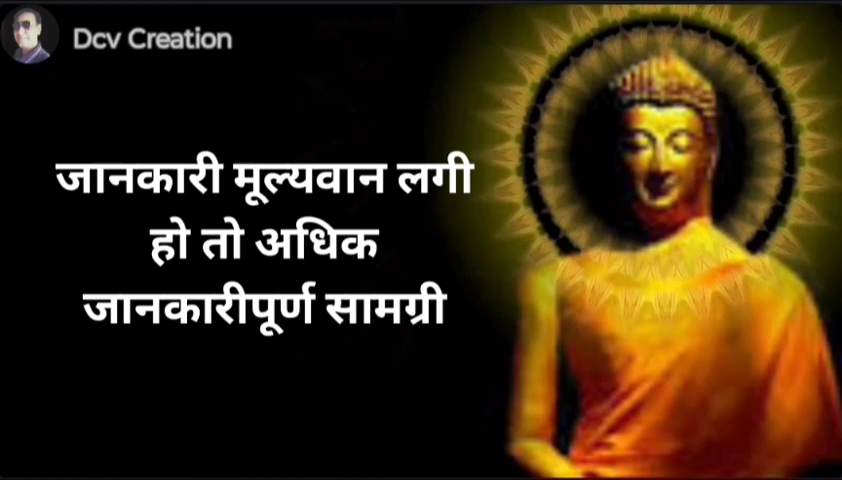 Dcv Creation
जानकारी मूल्यवान लगी
हो तो अधिक
जानकारीपूर्ण सामग्री